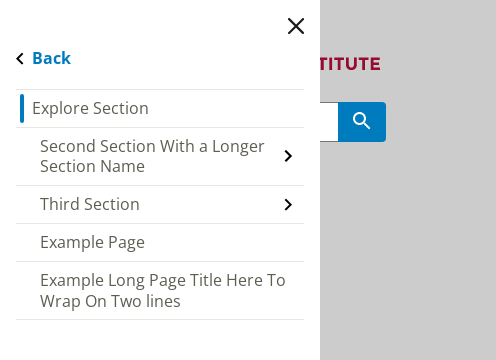 Back
TITUTE
Explore Section
Second Section With a Longer
Section Name
Third Section
Example Page
Example Long Page Title Here To
Wrap On Two lines